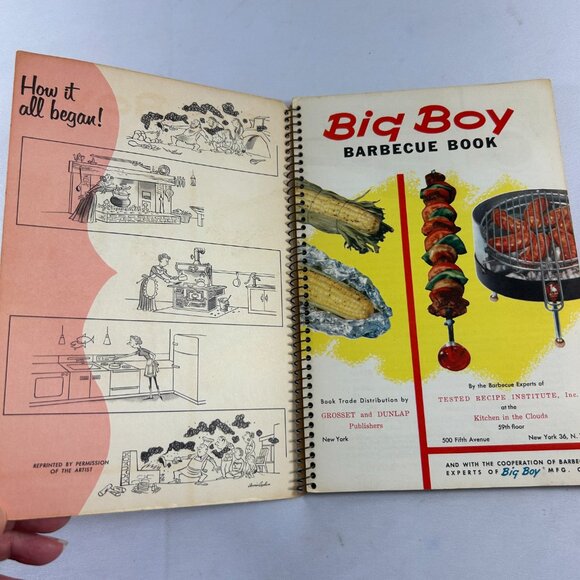 How it
all began!
REPRINTED BY PERMISSION
OF THE ARTIST
Big Boy
BARBECUE BOOK
Book Trade Distribution by
GROSSET and DUNLAP
Publishers
New York
By the Barbecue Experts of
TESTED RECIPE INSTITUTE, Inc.
at the
Kitchen in the Clouds
59th floor
500 Fifth Avenue New York 36, N.
AND WITH THE COOPERATION OF BARBE
EXPERTS OF Big Boy MFG.